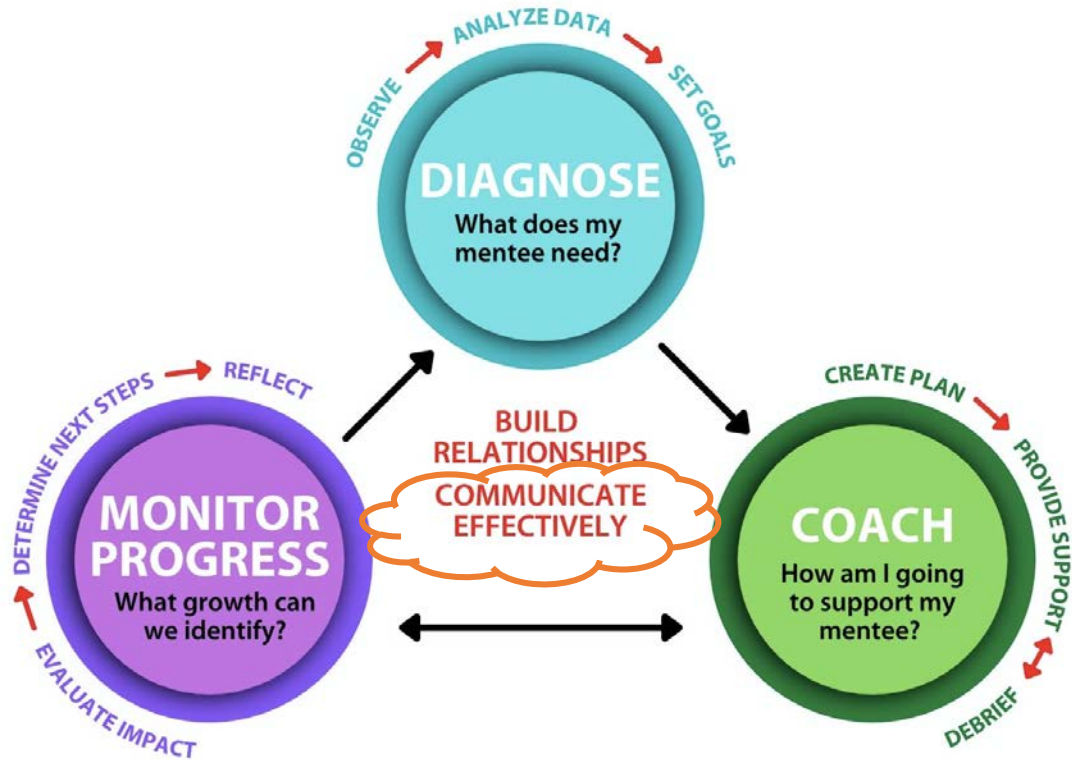 OBSERVE
ANALYZE DATA
SET GOALS
DIAGNOSE
What does my
mentee need?
EVALUATE IMPACT
DETERMINE NEXT STEPS
REFLECT
MONITOR
PROGRESS
What growth can
we identify?
BUILD
RELATIONSHIPS
COMMUNICATE
EFFECTIVELY
CREATE PLAN
PROVIDE SUPPORT
DEBRIEF
COACH
How am I going
to support my
mentee?